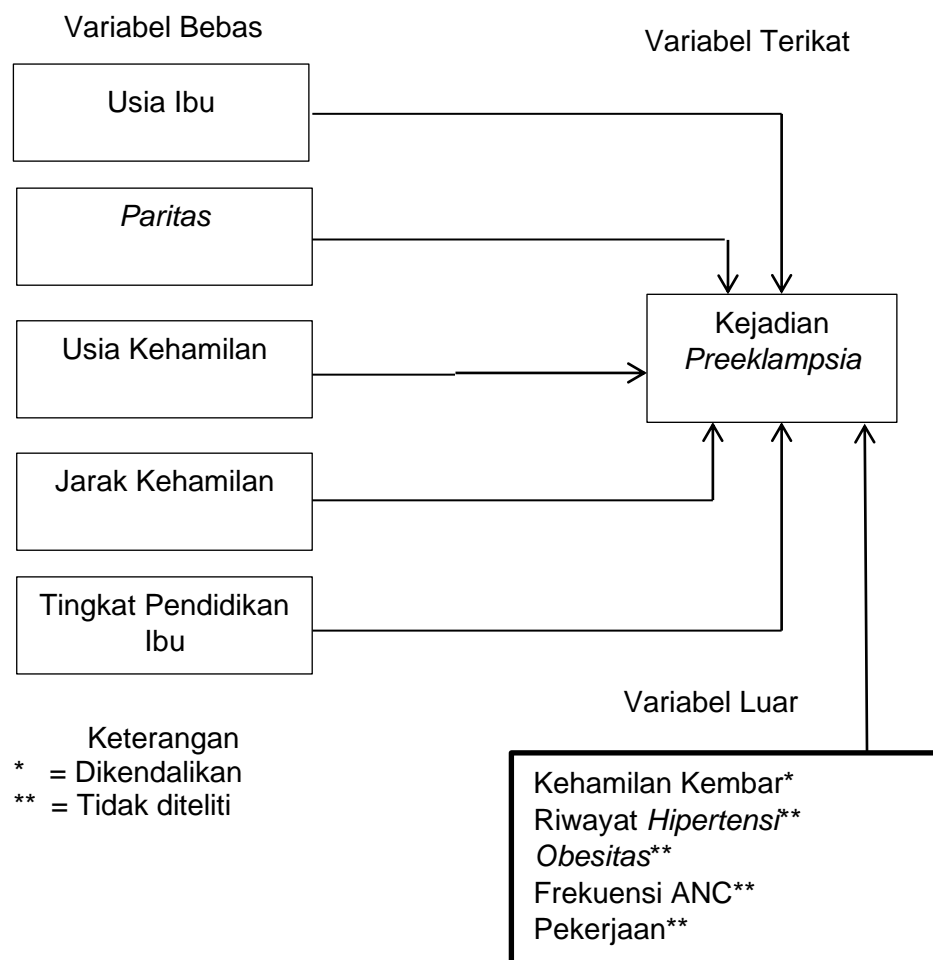 Variabel Bebas
Variabel Terikat
Usia Ibu
Paritas
Usia Kehamilan
Kejadian
Preeklampsia
Jarak Kehamilan
Tingkat Pendidikan
Ibu
Variabel Luar
Keterangan
* = Dikendalikan
** = Tidak diteliti
Kehamilan Kembar*
Riwayat Hipertensi**
Obesitas**
Frekuensi ANC**
Pekerjaan**